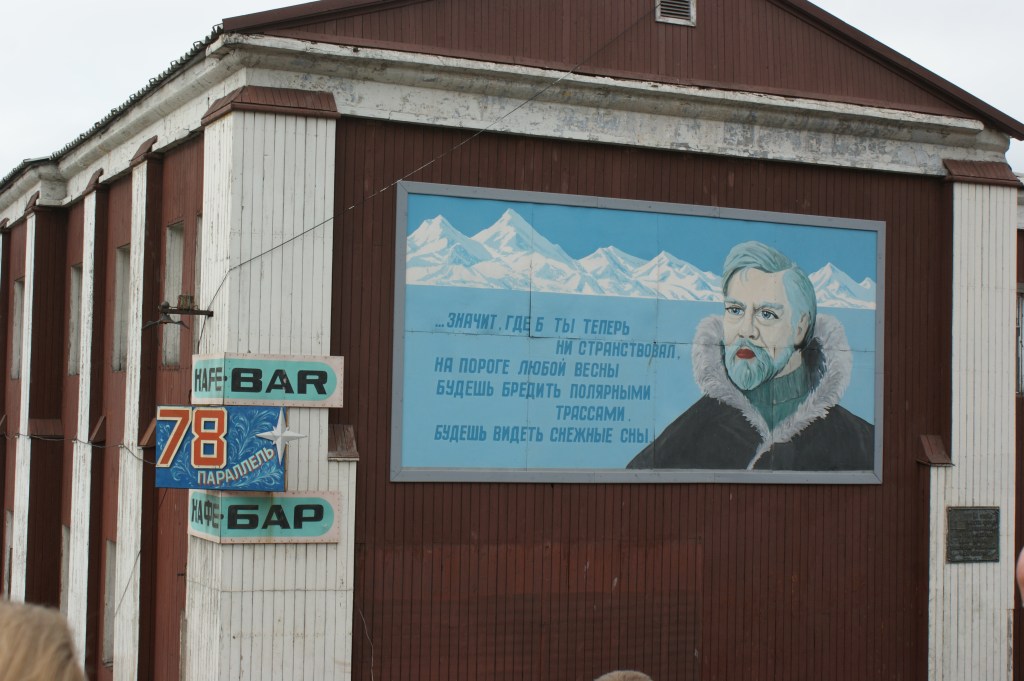 ...ЗНАЧИТ, ГДЕ Б ТЫ ТЕПЕРЬ
НИ СТРАНСТВОВАЛ,
НА ПОРОГЕ ЛЮБОЙ ВЕСНЫ
БУДЕШЬ БРЕДИТЬ ПОЛЯРНЫМИ
ТРАССАМИ.
БУДЕШЬ ВИДЕТЬ СНЕЖНЫЕ СНЫ.
KAFE-BAR
78
ПАРАЛЛЕЛЬ
КАФЕ-БАР